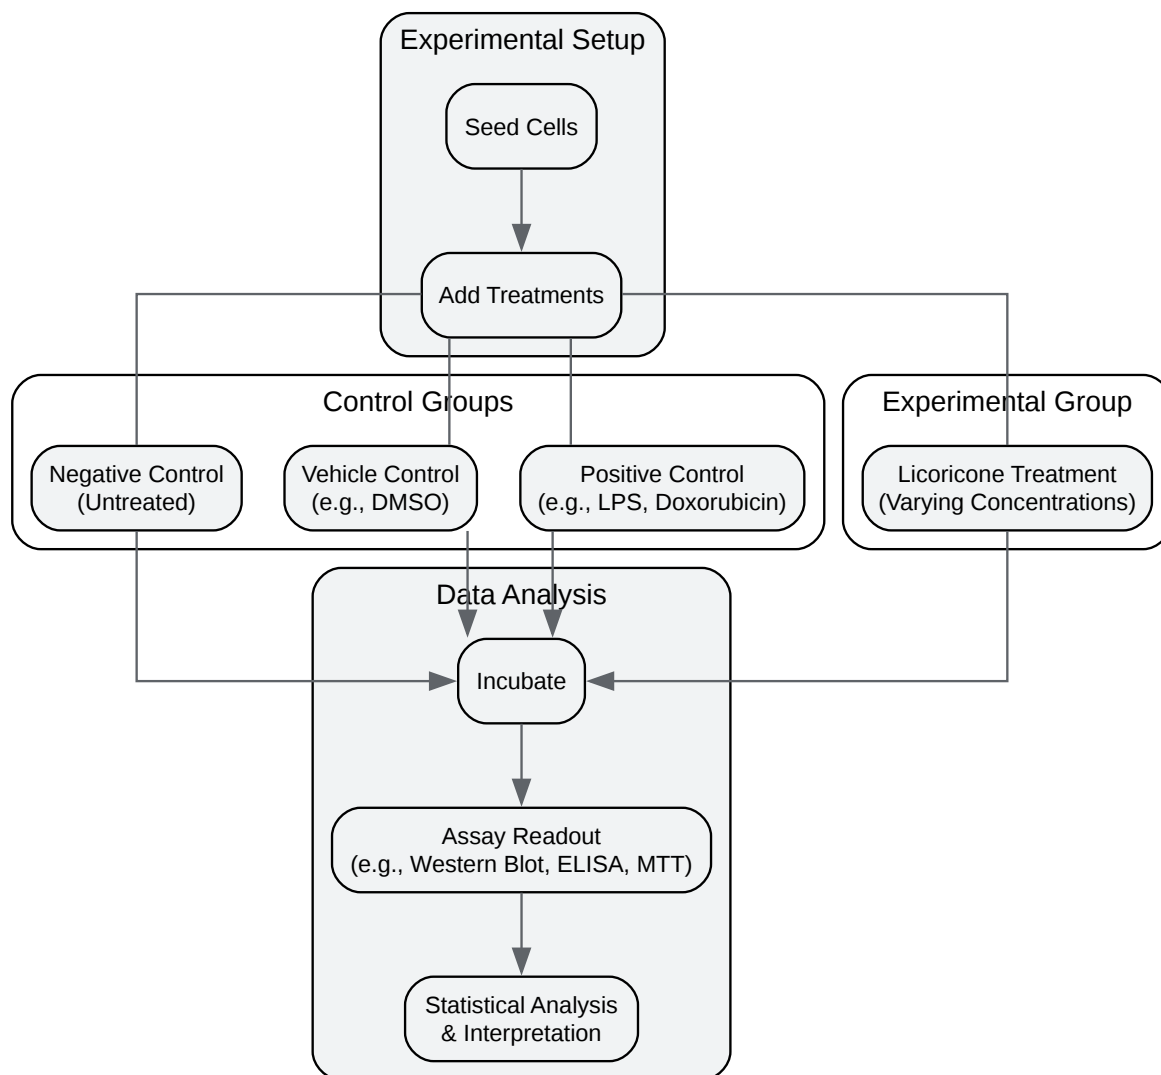 Experimental Setup
Seed Cells
Add Treatments
Control Groups
Experimental Group
Negative Control
(Untreated)
Vehicle Control
(e.g., DMSO)
Positive Control
(e.g., LPS, Doxorubicin)
Licoricone Treatment
(Varying Concentrations)
Data Analysis
Incubate
Assay Readout
(e.g., Western Blot, ELISA, MTT)
Statistical Analysis
& Interpretation